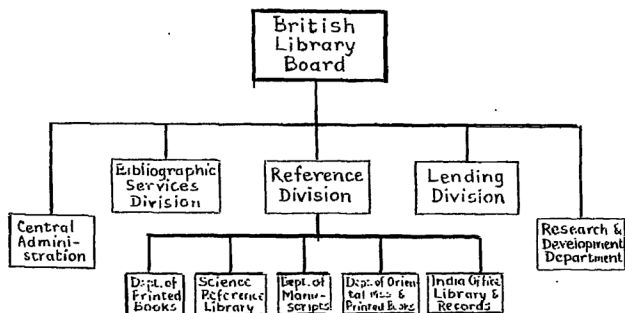 British
Library
Board
Bibliographic
Services
Division
Reference
Division
Lending
Division
Central
Admini-
stration
Research &
Development
Department
Dept. of
Printed
Books
Science
Reference
Library
Dept. of
Manu-
scripts
Dept. of Orien-
tal Mss & 
Printed Books
India Office
Library &
Records